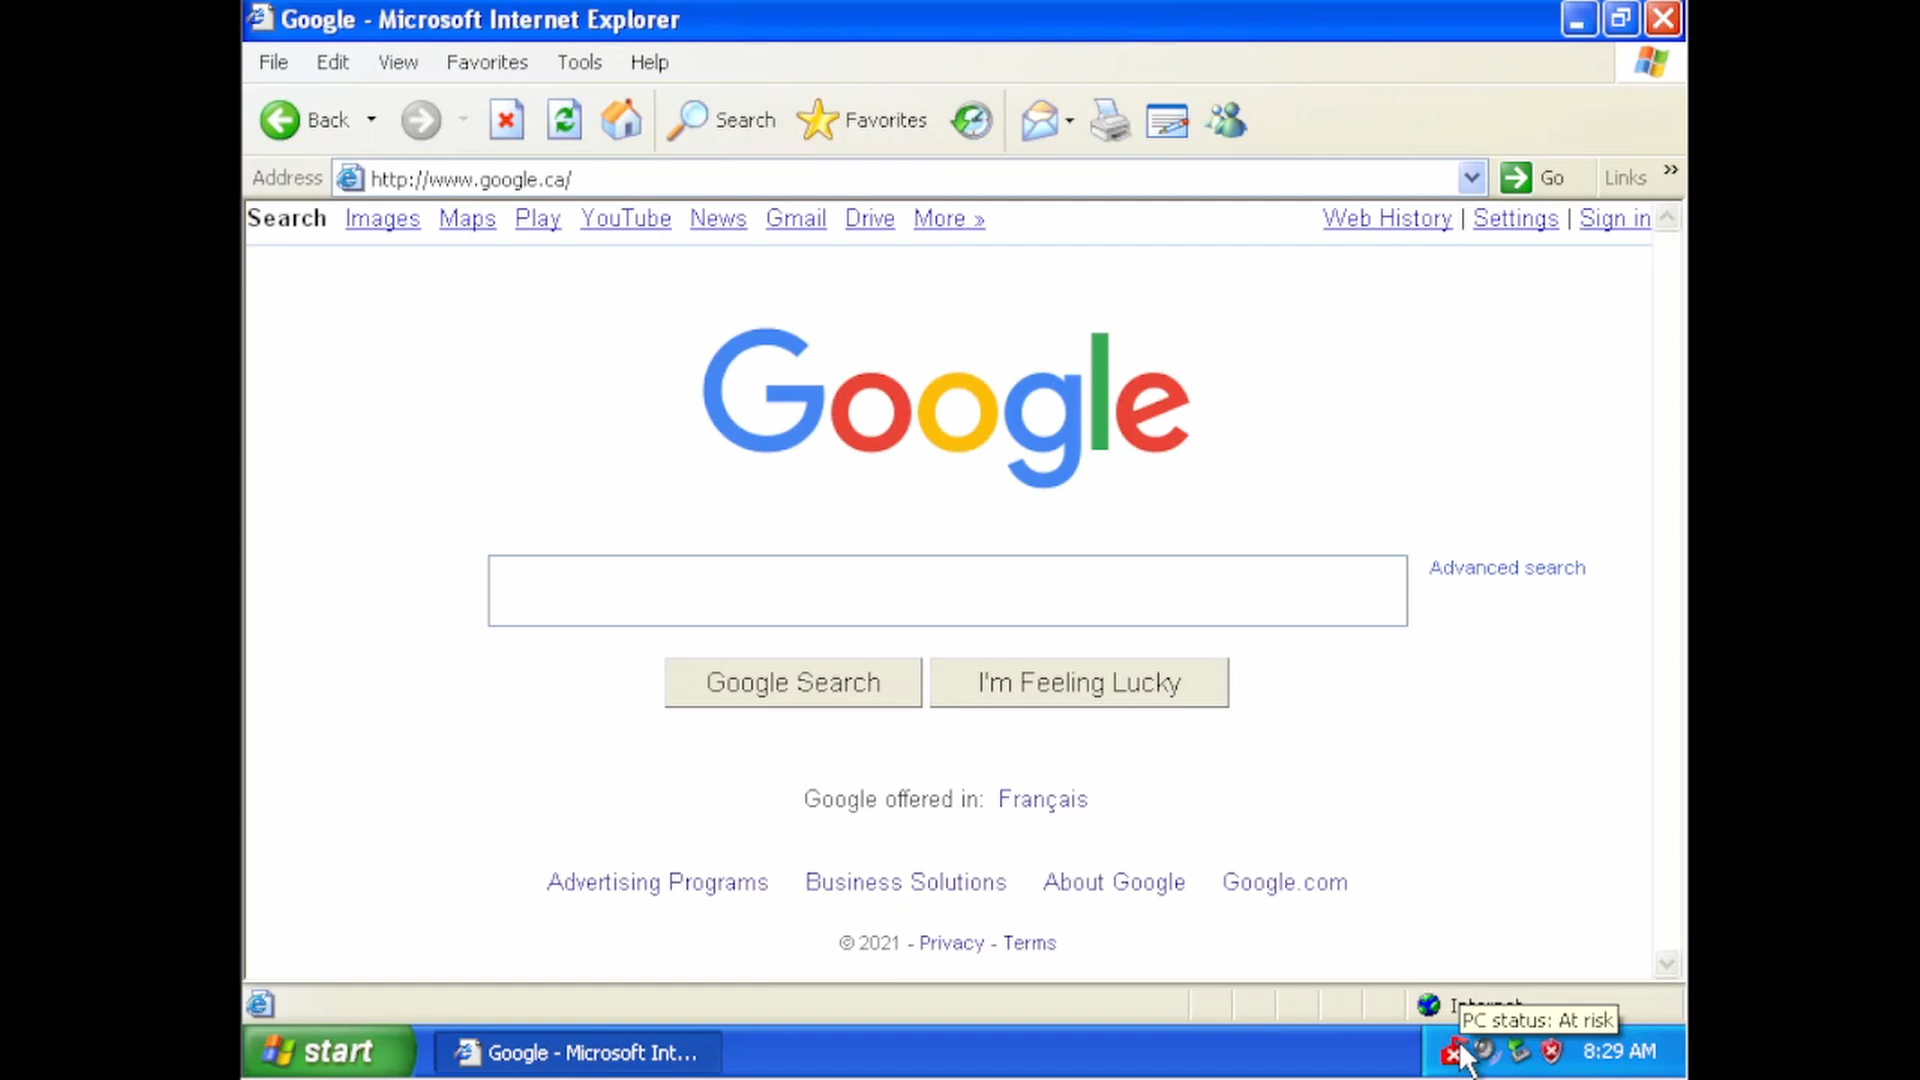 Google - Microsoft Internet Explorer
File Edit View Favorites Tools Help
Back Search Favorites
Address http://www.google.ca/ Go Links »
Search Images Maps Play YouTube News Gmail Drive More » Web History | Settings | Sign in
Google
Advanced search
Google Search I'm Feeling Lucky
Google offered in: Français
Advertising Programs Business Solutions About Google Google.com
© 2021 - Privacy - Terms
Internet
PC status: At risk
start Google - Microsoft Int... 8:29 AM